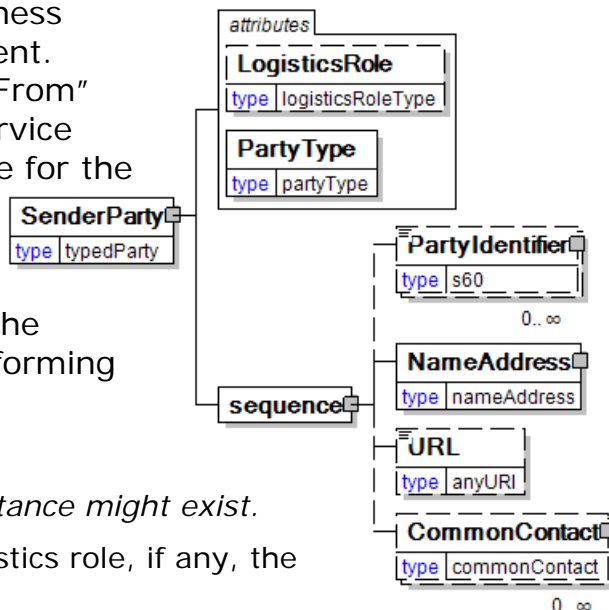 ness
ent.
From"
rvice
e for the
he
forming
tance might exist.
stics role, if any, the
attributes
LogisticsRole
type logisticsRoleType
PartyType
type partyType
SenderParty
type typedParty
PartyIdentifier
type s60
0.. ∞
NameAddress
type nameAddress
sequence
URL
type anyURI
CommonContact
type commonContact
0.. ∞